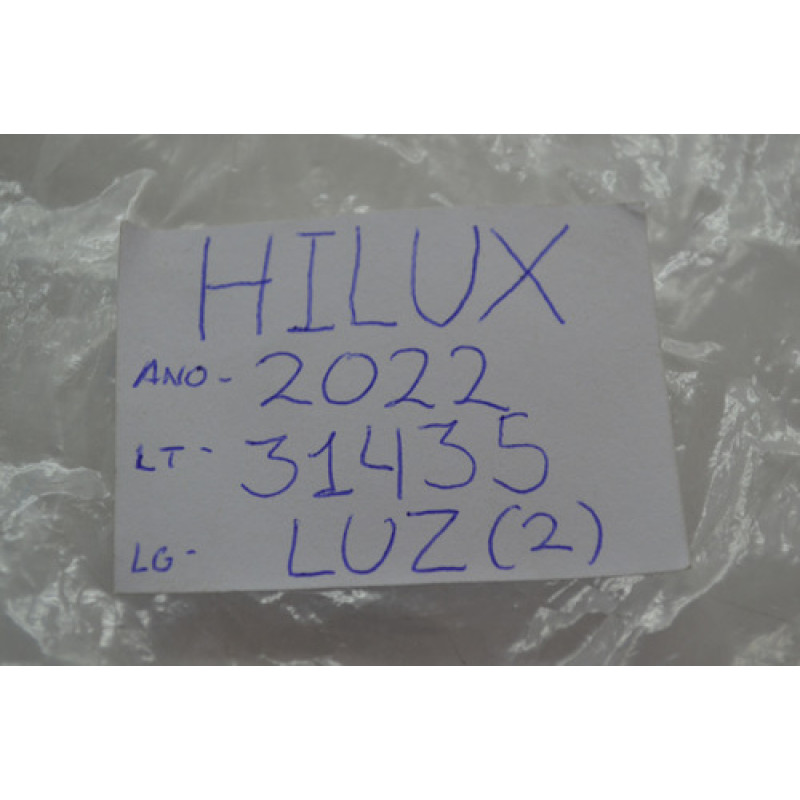 HILUX
ANO- 2022
LT- 31435
LG- LUZ (2)